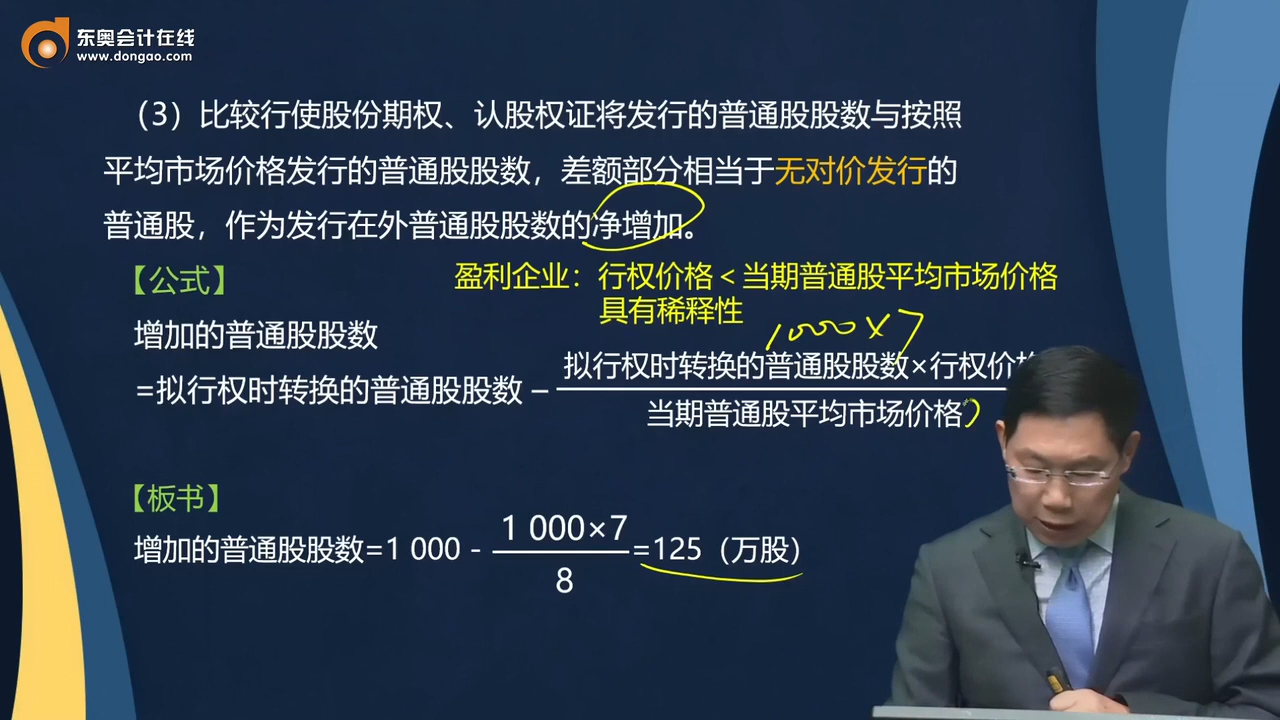 东奥会计在线
www.dongao.com
（3）比较行使股份期权、认股权证将发行的普通股股数与按照
平均市场价格发行的普通股股数，差额部分相当于无对价发行的
普通股，作为发行在外普通股股数的净增加。
【公式】
盈利企业：行权价格＜当期普通股平均市场价格
具有稀释性
增加的普通股股数
1000×7
=拟行权时转换的普通股股数－
拟行权时转换的普通股股数×行权价
当期普通股平均市场价格
【板书】
增加的普通股股数=1 000 -
1 000×7
8
=125（万股）